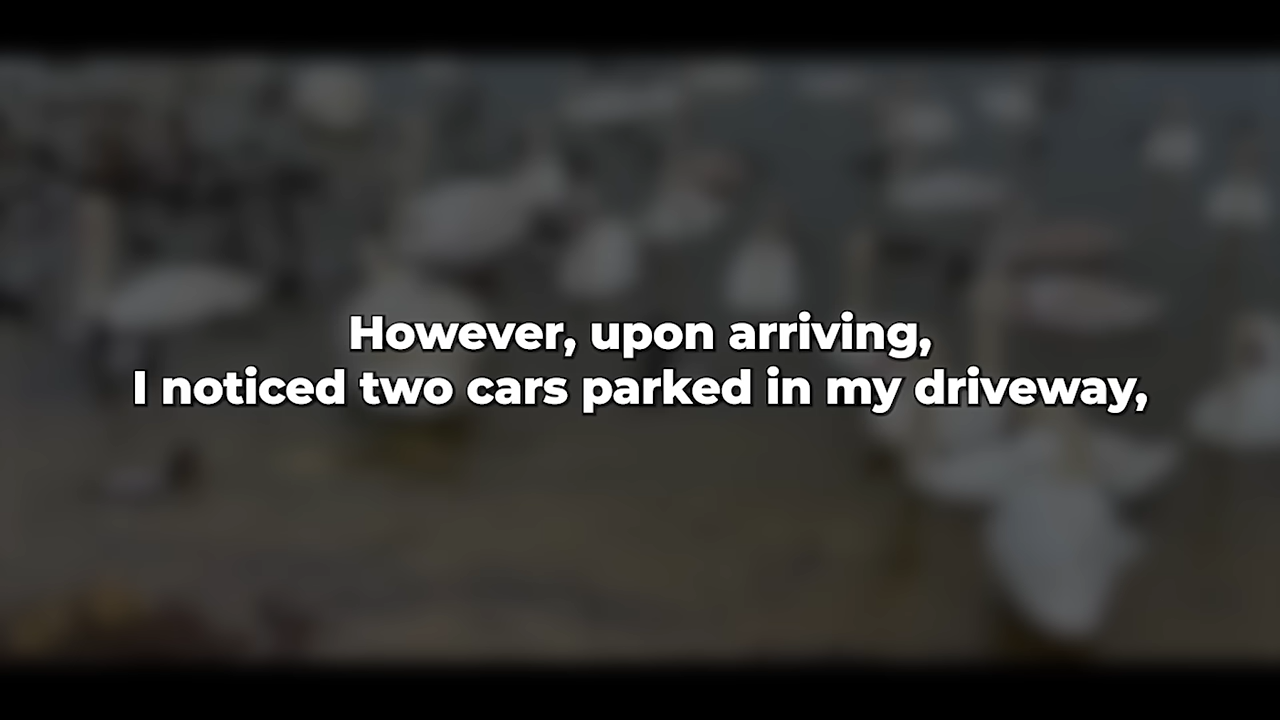 However, upon arriving,
I noticed two cars parked in my driveway,